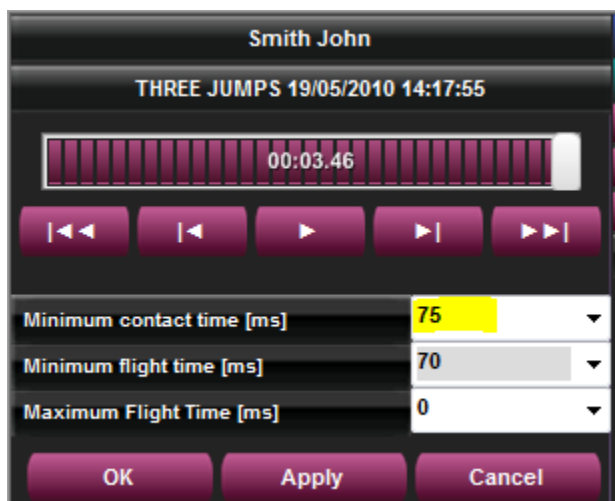 Smith John
THREE JUMPS 19/05/2010 14:17:55
00:03.46
Minimum contact time [ms] 75
Minimum flight time [ms] 70
Maximum Flight Time [ms] 0
OK Apply Cancel